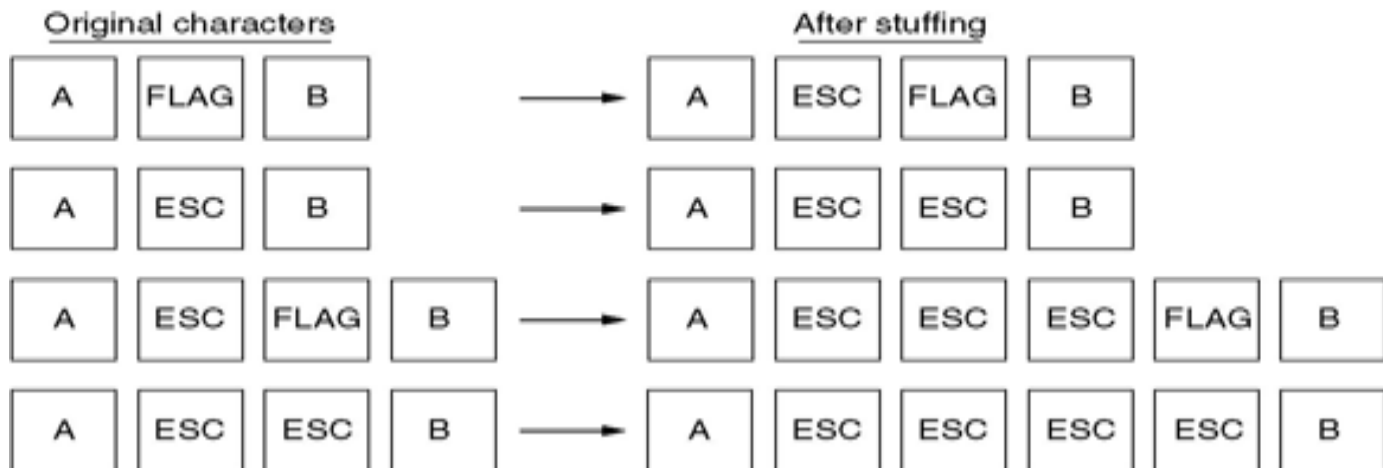 Original characters After stuffing
A FLAG B A ESC FLAG B
A ESC B A ESC ESC B
A ESC FLAG B A ESC ESC ESC FLAG B
A ESC ESC B A ESC ESC ESC ESC B